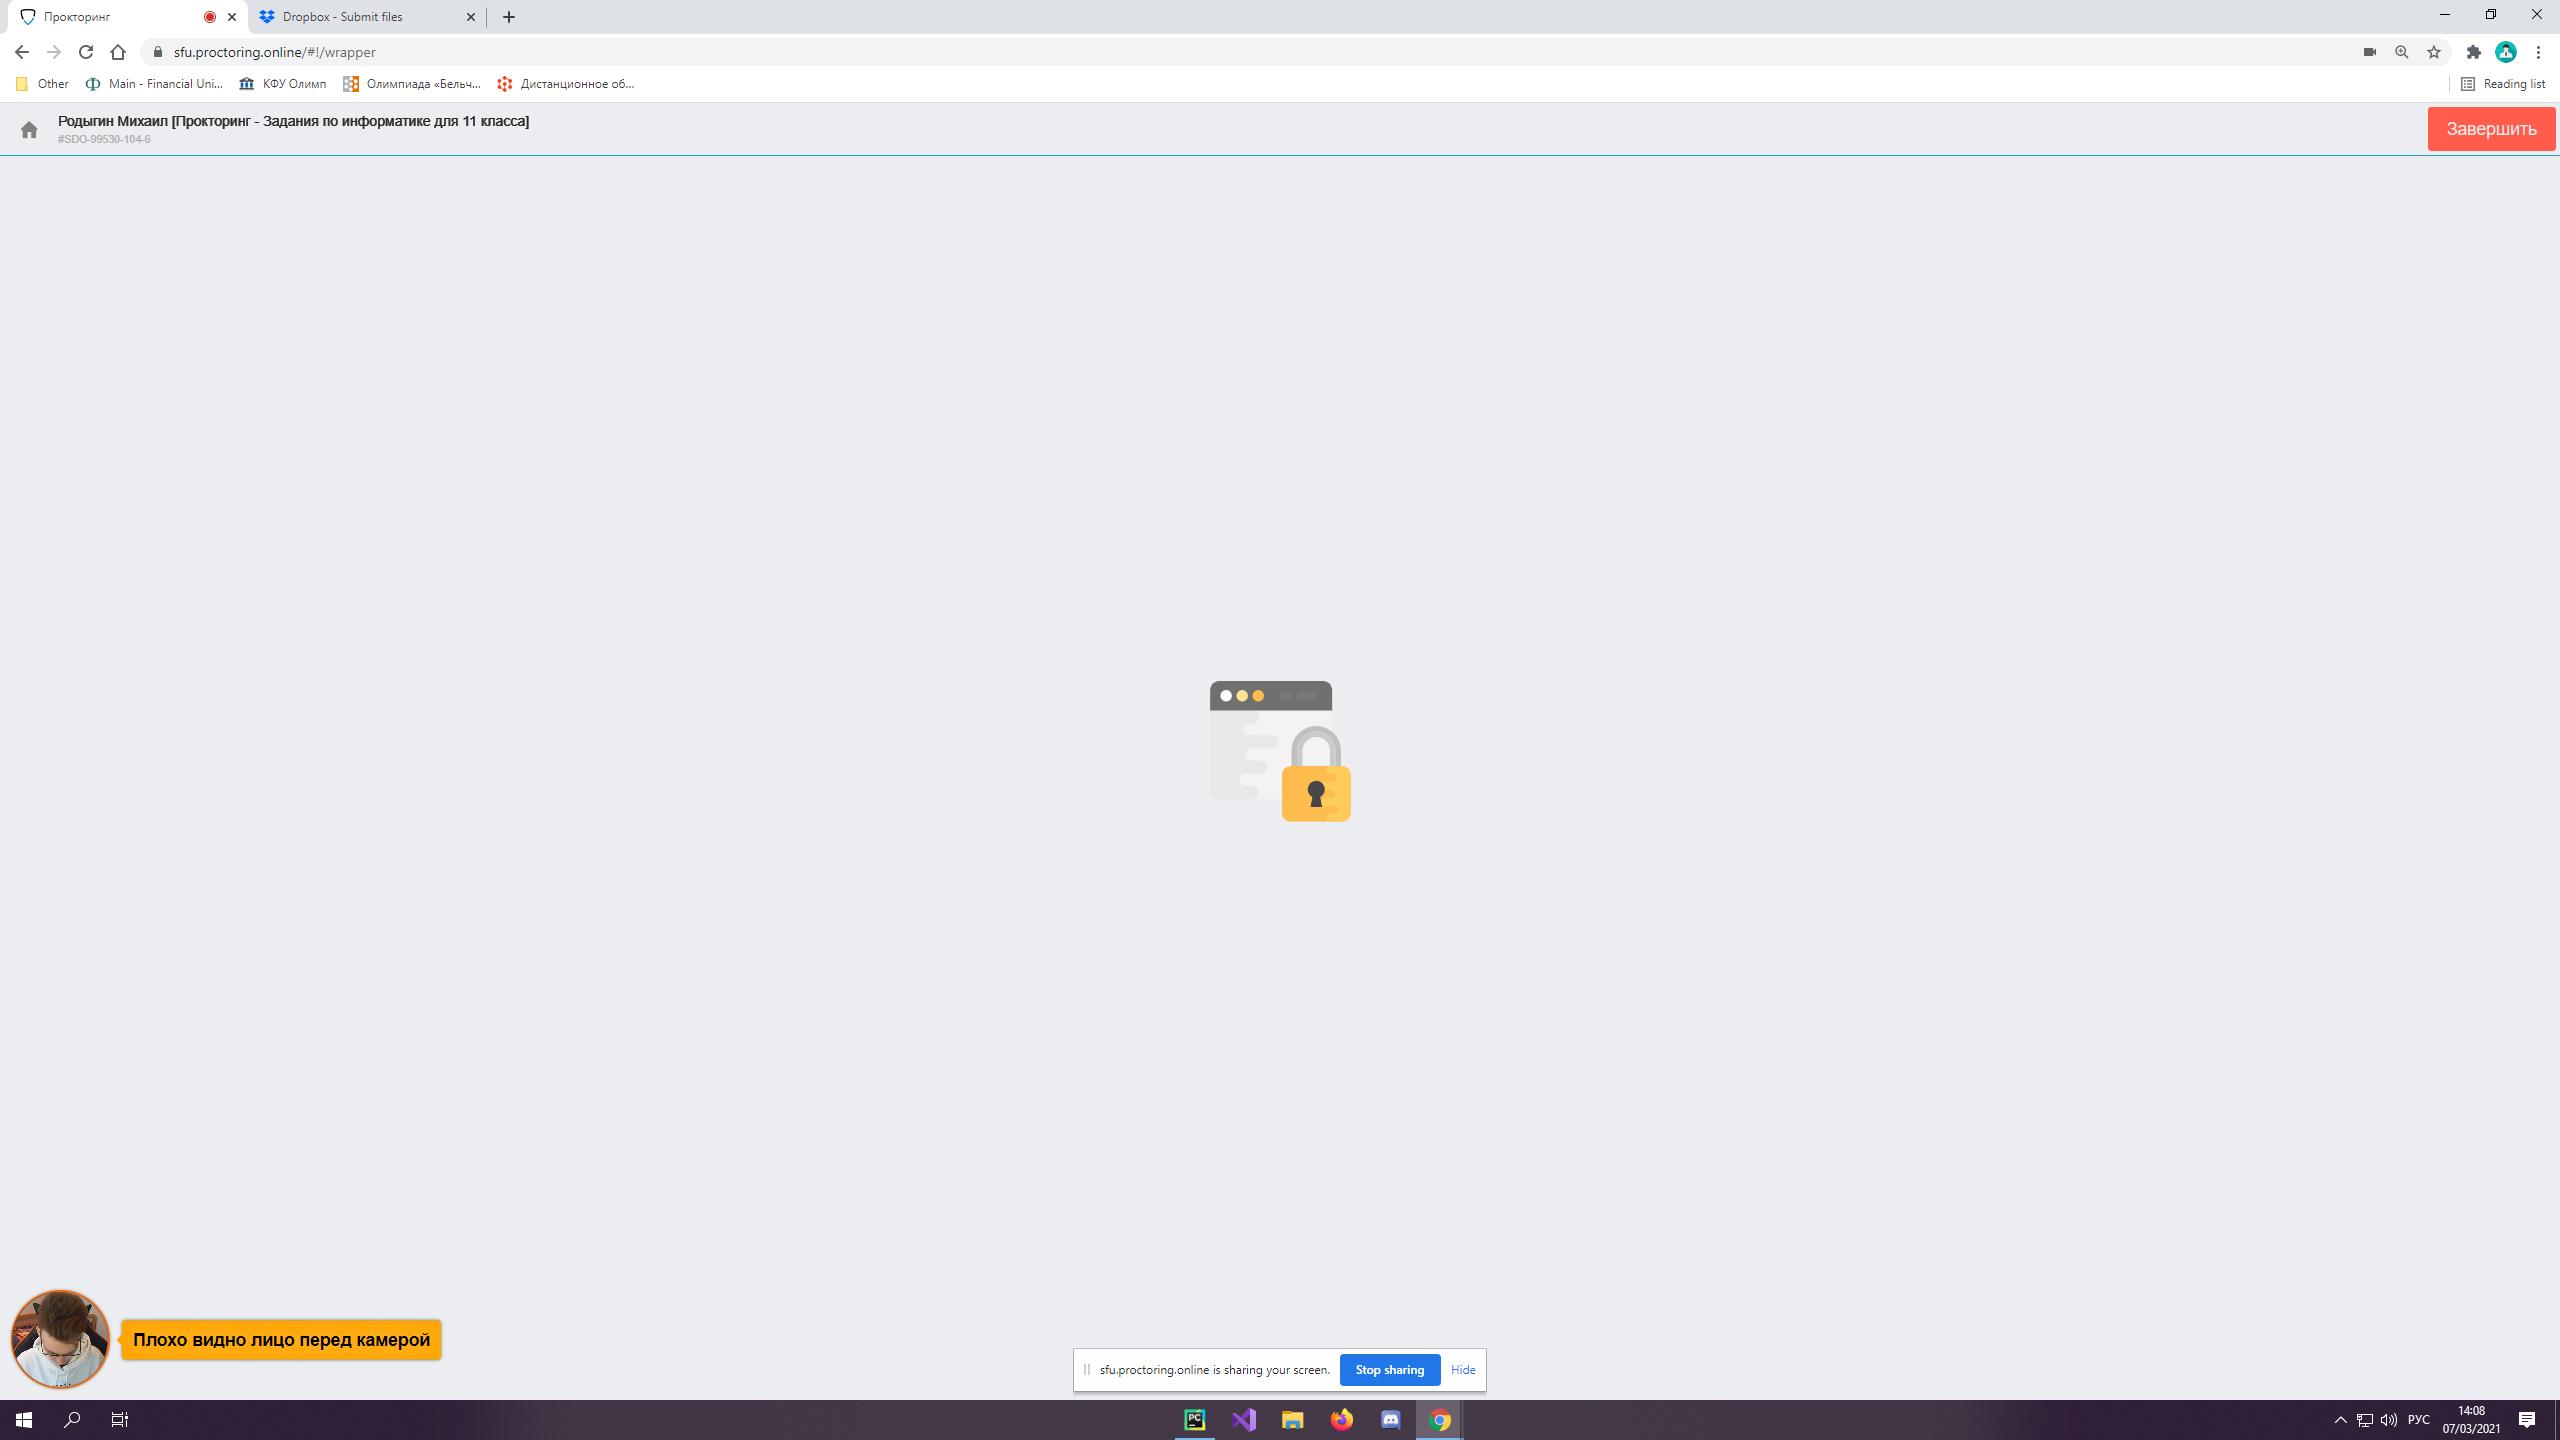 Прокторинг
Dropbox - Submit files
sfu.proctoring.online/#!/wrapper
Other
Main - Financial Uni...
КФУ Олимп
Олимпиада «Бельч...
Дистанционное об...
Reading list
Родыгин Михаил [Прокторинг - Задания по информатике для 11 класса]
#SDO-99530-104-6
Завершить
Плохо видно лицо перед камерой
sfu.proctoring.online is sharing your screen.
Stop sharing
Hide
PC
РУС
14:08
07/03/2021